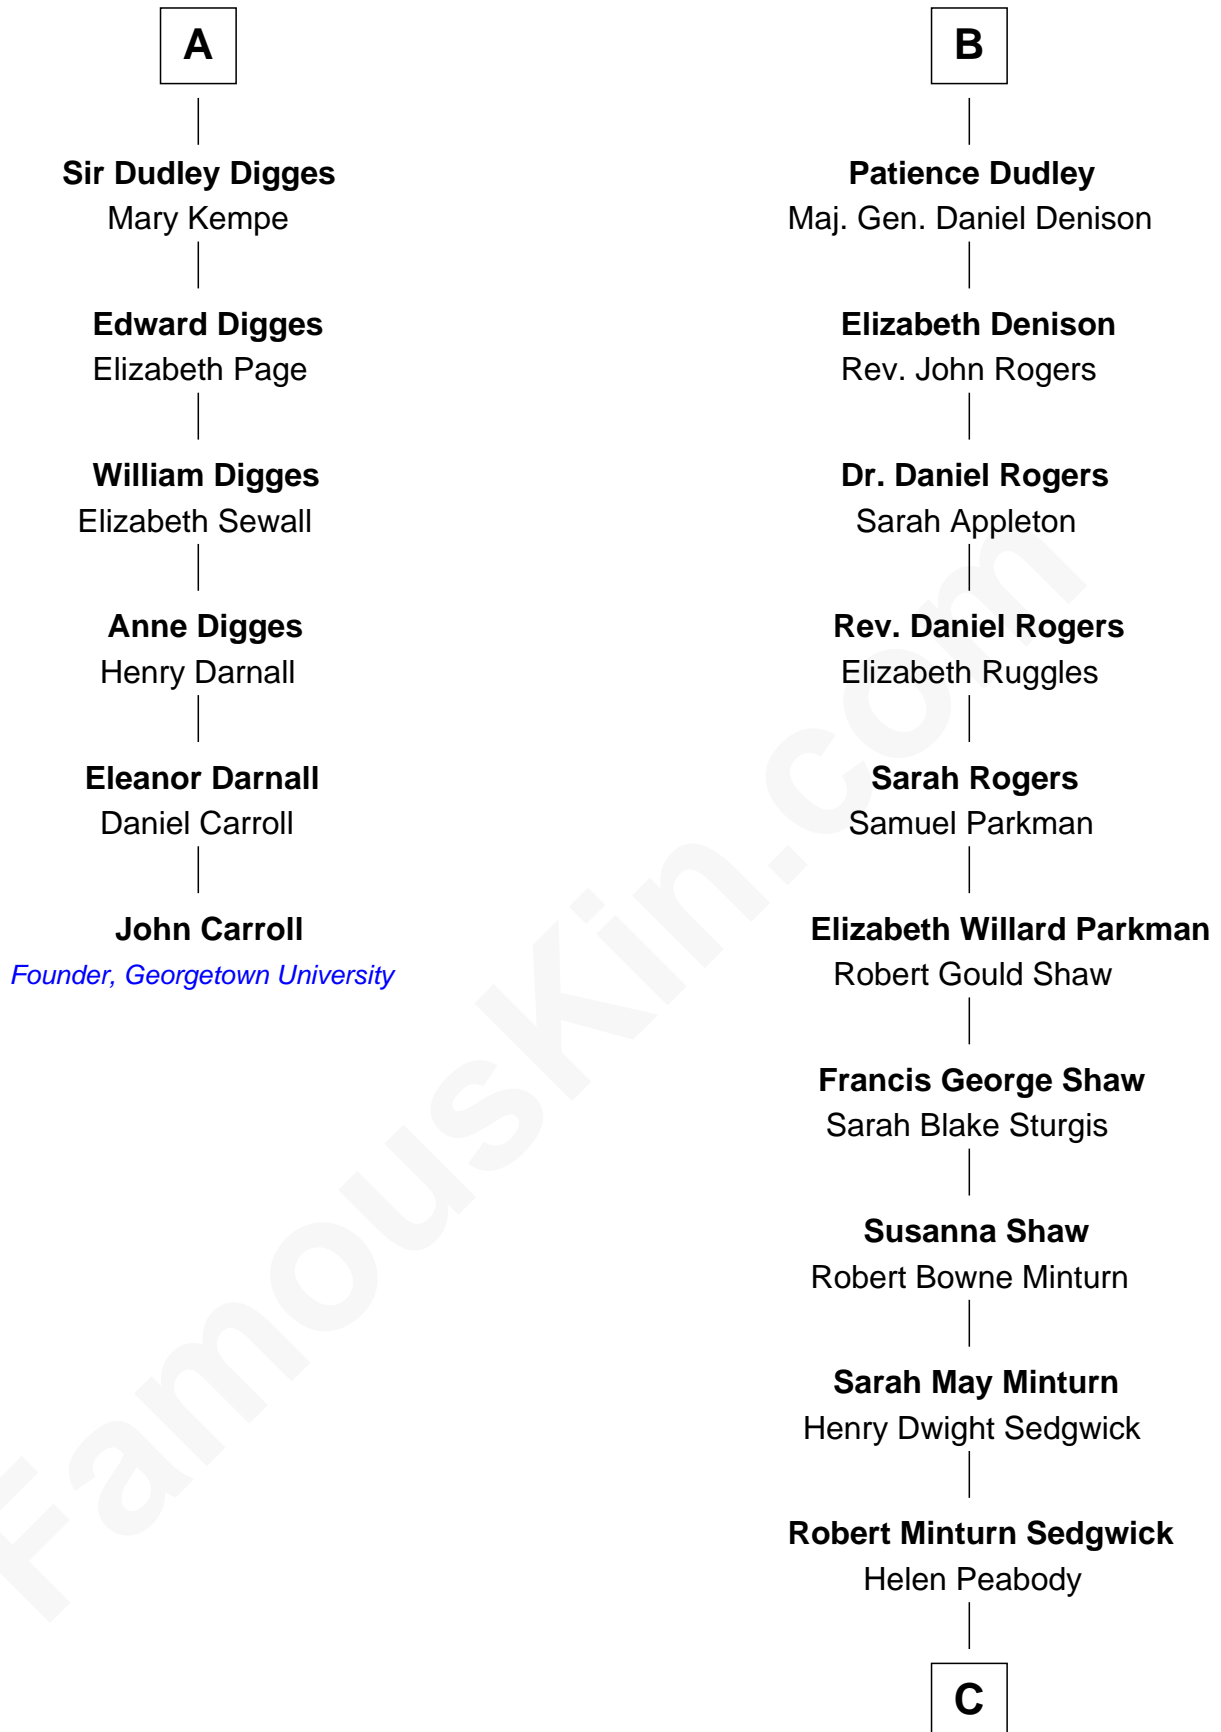 A
Sir Dudley Digges
Mary Kempe
Edward Digges
Elizabeth Page
William Digges
Elizabeth Sewall
Anne Digges
Henry Darnall
Eleanor Darnall
Daniel Carroll
John Carroll
Founder, Georgetown University
B
Patience Dudley
Maj. Gen. Daniel Denison
Elizabeth Denison
Rev. John Rogers
Dr. Daniel Rogers
Sarah Appleton
Rev. Daniel Rogers
Elizabeth Ruggles
Sarah Rogers
Samuel Parkman
Elizabeth Willard Parkman
Robert Gould Shaw
Francis George Shaw
Sarah Blake Sturgis
Susanna Shaw
Robert Bowne Minturn
Sarah May Minturn
Henry Dwight Sedgwick
Robert Minturn Sedgwick
Helen Peabody
C
FamousKin.com